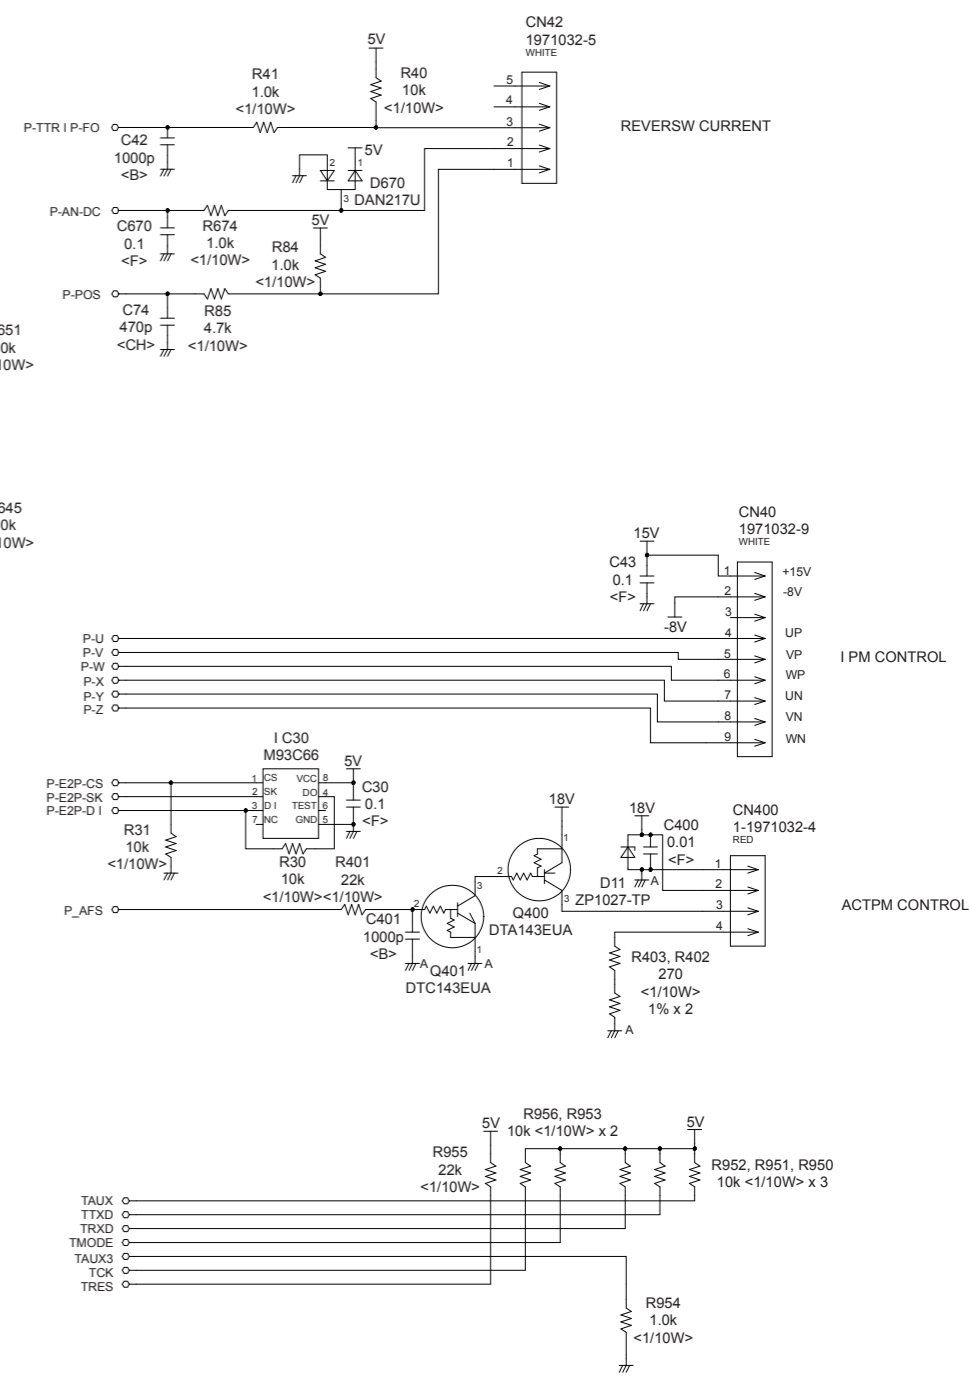 CN42
1971032-5
WHITE
5V
R41
1.0k
<1/10W>
R40
10k
<1/10W>
5
4
3
2
1
REVERSW CURRENT
P-TTR I P-FO
C42
1000p
<B>
5V
2
1
D670
3 DAN217U
P-AN-DC
C670
0.1
<F>
R674
1.0k
<1/10W>
5V
R84
1.0k
<1/10W>
P-POS
C74
470p
<CH>
R85
4.7k
<1/10W>
651
0k
10W>
645
0k
10W>
CN40
1971032-9
WHITE
15V
C43
0.1
<F>
-8V
1 +15V
2 -8V
3
4 UP
5 VP
6 WP
7 UN
8 VN
9 WN
I PM CONTROL
P-U
P-V
P-W
P-X
P-Y
P-Z
I C30
M93C66
5V
P-E2P-CS
P-E2P-SK
P-E2P-D I
1 CS VCC 8
2 SK DO 4
3 D I TEST 6
7 NC GND 5
C30
0.1
<F>
R31
10k
<1/10W>
R30
10k
<1/10W>
R401
22k
<1/10W>
P_AFS
C401
1000p
<B>
A
2
3
1
A
Q401
DTC143EUA
18V
1
2
3
Q400
DTA143EUA
18V
C400
0.01
<F>
A
D11
ZP1027-TP
CN400
1-1971032-4
RED
1
2
3
4
ACTPM CONTROL
R403, R402
270
<1/10W>
1% x 2
A
5V
R956, R953
10k <1/10W> x 2
5V
R955
22k
<1/10W>
R952, R951, R950
10k <1/10W> x 3
TAUX
TTXD
TRXD
TMODE
TAUX3
TCK
TRES
R954
1.0k
<1/10W>